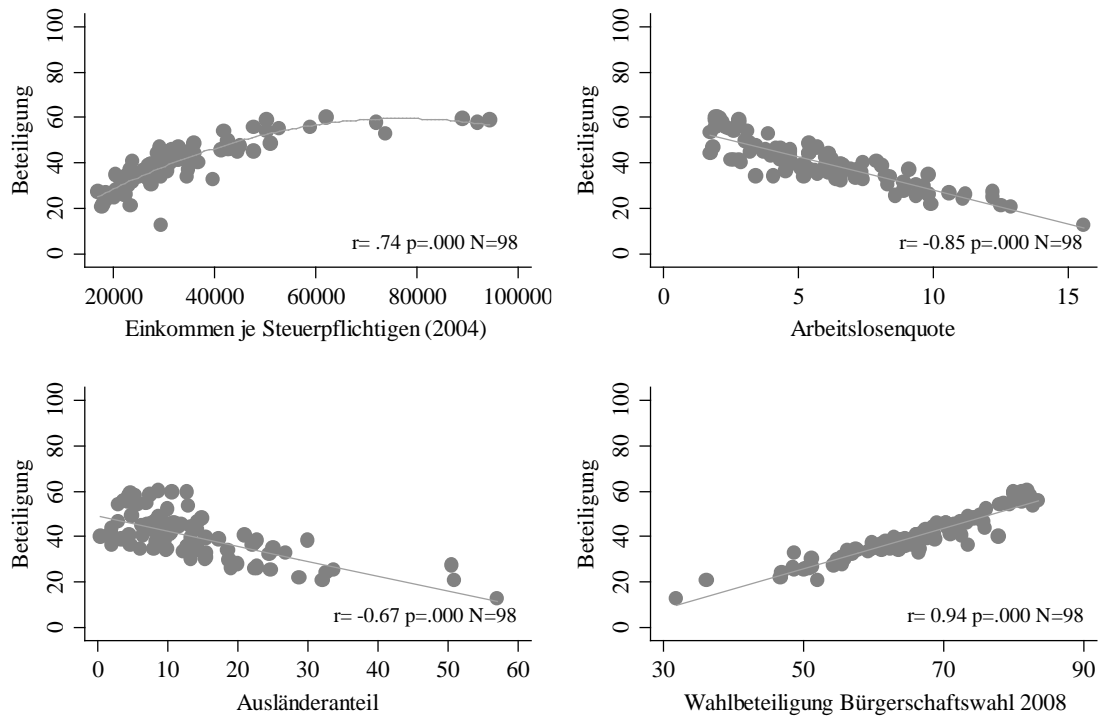 100
80
60
40
20
0
Beteiligung
r= .74 p=.000 N=98
20000 40000 60000 80000 100000
Einkommen je Steuerpflichtigen (2004)
100
80
60
40
20
0
Beteiligung
r= -0.85 p=.000 N=98
0 5 10 15
Arbeitslosenquote
100
80
60
40
20
0
Beteiligung
r= -0.67 p=.000 N=98
0 10 20 30 40 50 60
Ausländeranteil
100
80
60
40
20
0
Beteiligung
r= 0.94 p=.000 N=98
30 50 70 90
Wahlbeteiligung Bürgerschaftswahl 2008